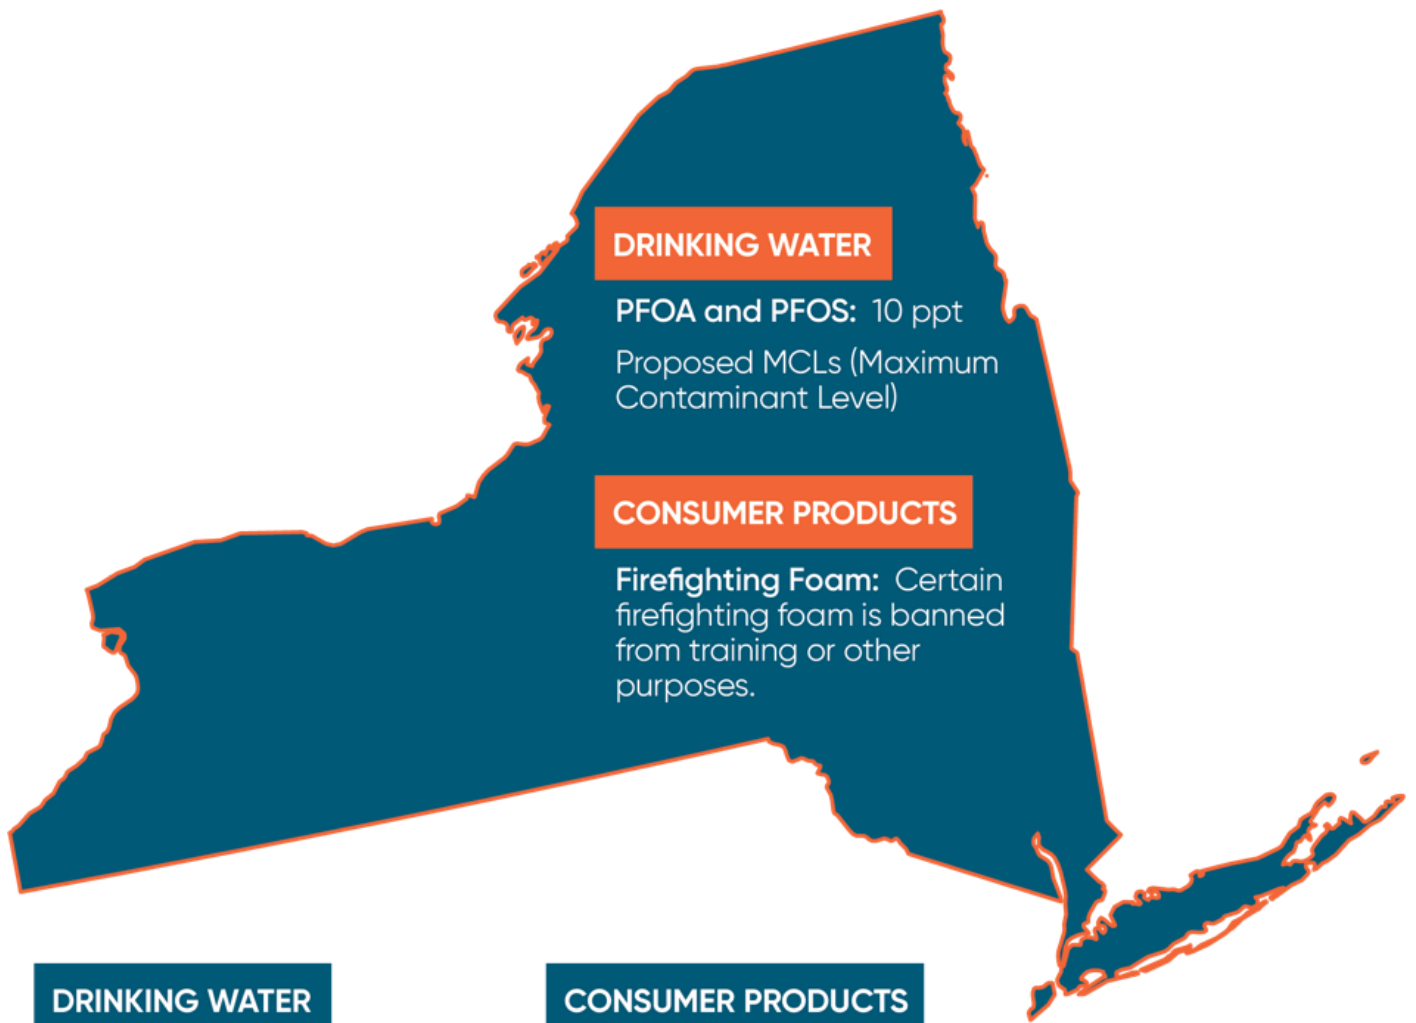 DRINKING WATER
PFOA and PFOS: 10 ppt
Proposed MCLs (Maximum
Contaminant Level)
CONSUMER PRODUCTS
Firefighting Foam: Certain
firefighting foam is banned
from training or other
purposes.
DRINKING WATER
CONSUMER PRODUCTS